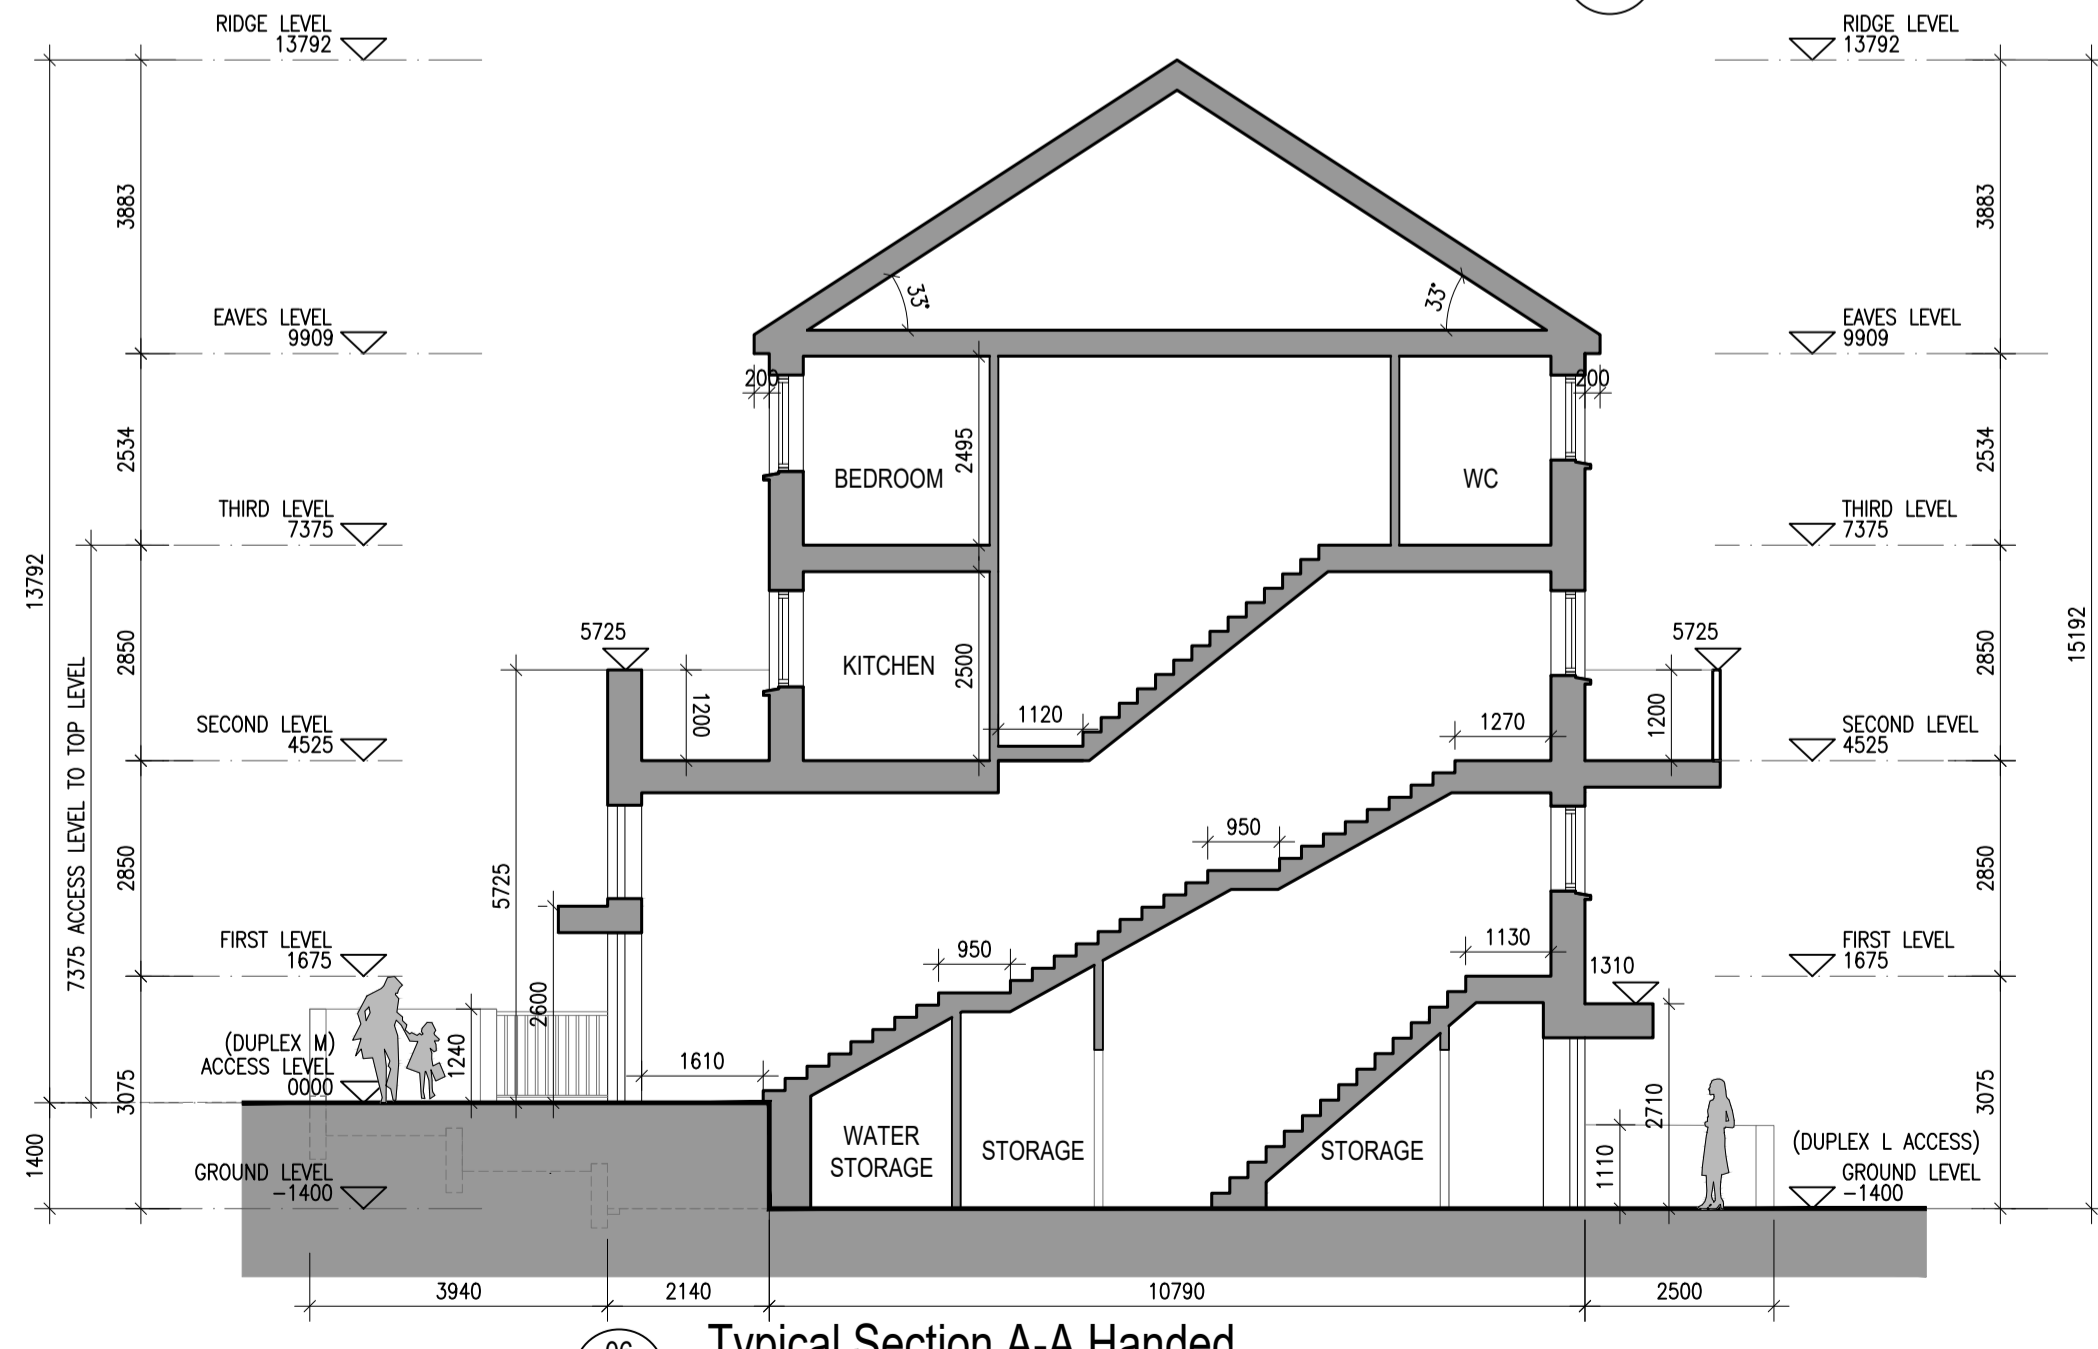 RIDGE LEVEL
13792
RIDGE LEVEL
13792
3883
3883
33°
33°
EAVES LEVEL
9909
EAVES LEVEL
9909
200
200
2534
2495
2534
BEDROOM
WC
THIRD LEVEL
7375
THIRD LEVEL
7375
13792
15192
2850
5725
KITCHEN
2500
5725
2850
1200
1200
7375 ACCESS LEVEL TO TOP LEVEL
SECOND LEVEL
4525
1120
1270
SECOND LEVEL
4525
950
2850
5725
2850
FIRST LEVEL
1675
950
1130
1310
FIRST LEVEL
1675
2600
(DUPLEX M)
ACCESS LEVEL
0000
1240
1610
3075
2710
3075
1400
WATER
STORAGE
STORAGE
STORAGE
1110
(DUPLEX L ACCESS)
GROUND LEVEL
-1400
GROUND LEVEL
-1400
3940
2140
10790
2500
06
Typical Section A-A Handed